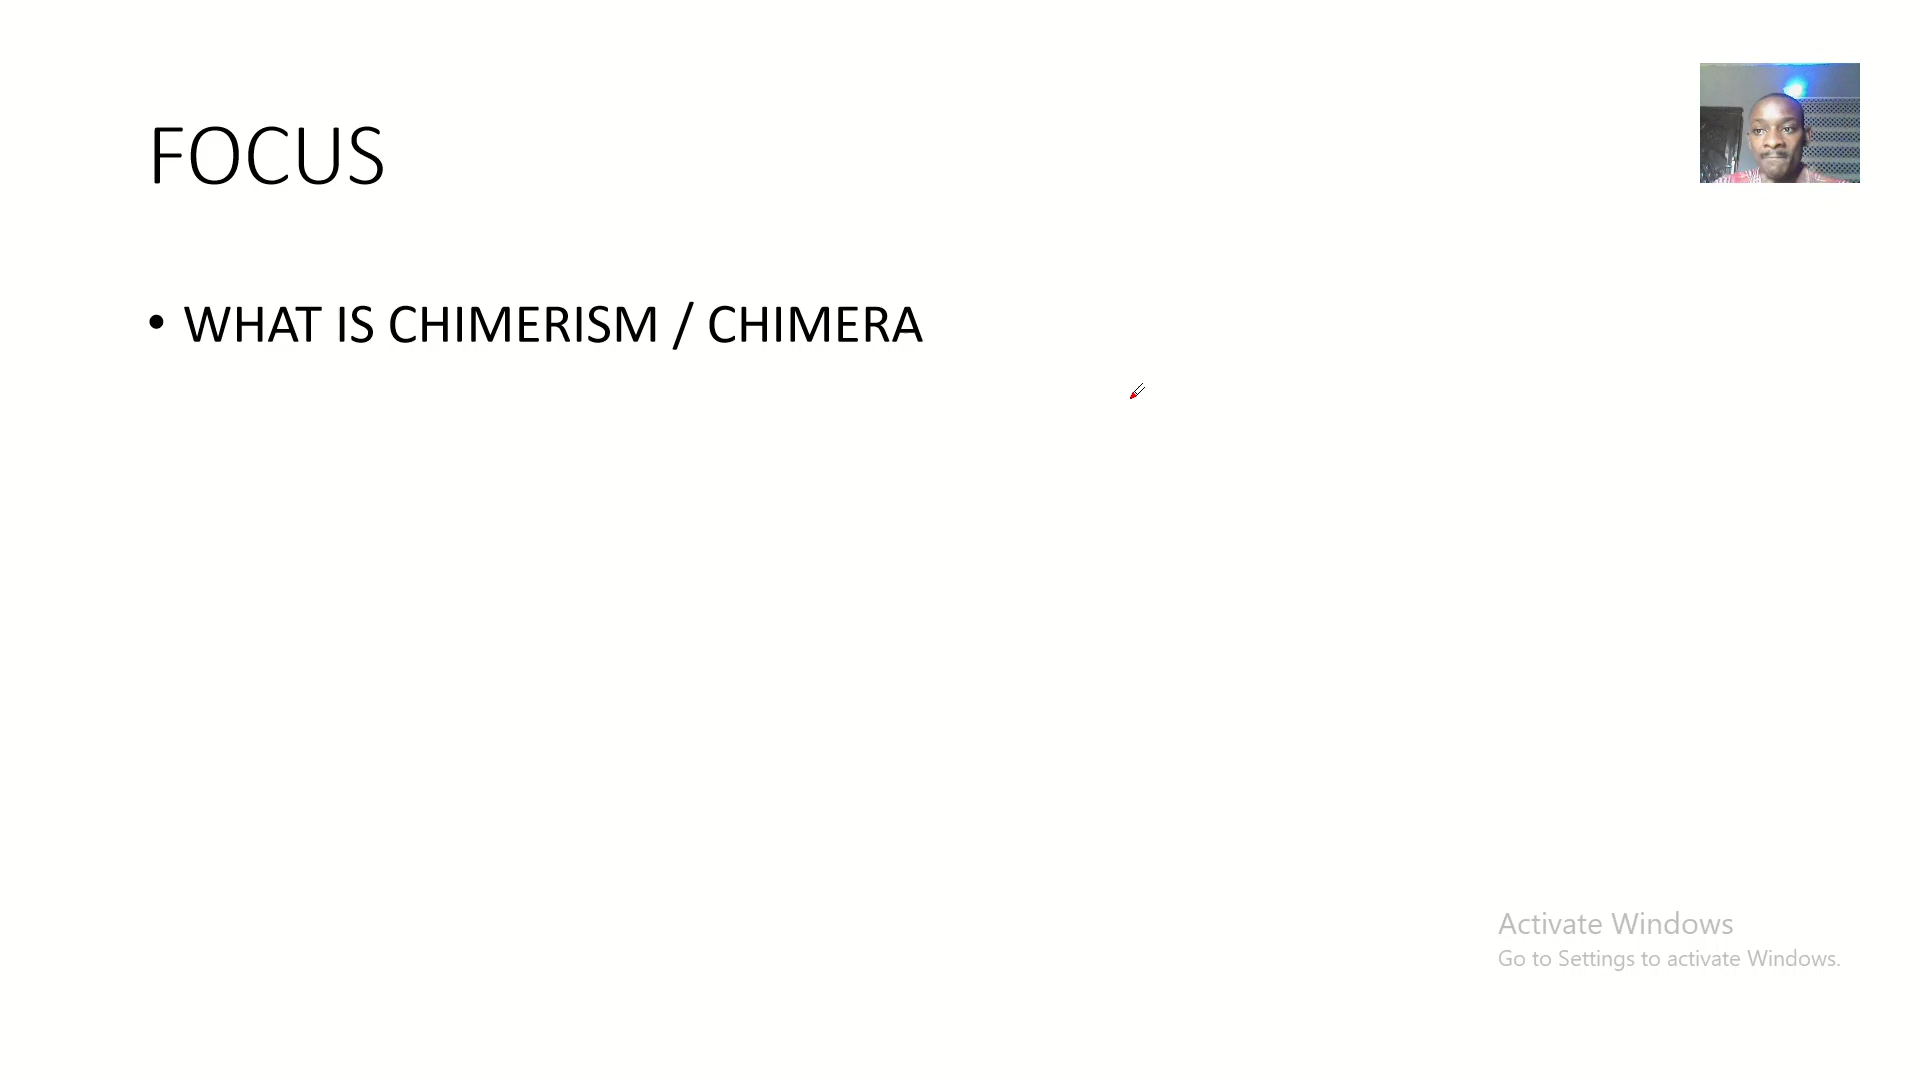 FOCUS
• WHAT IS CHIMERISM / CHIMERA
Activate Windows
Go to Settings to activate Windows.